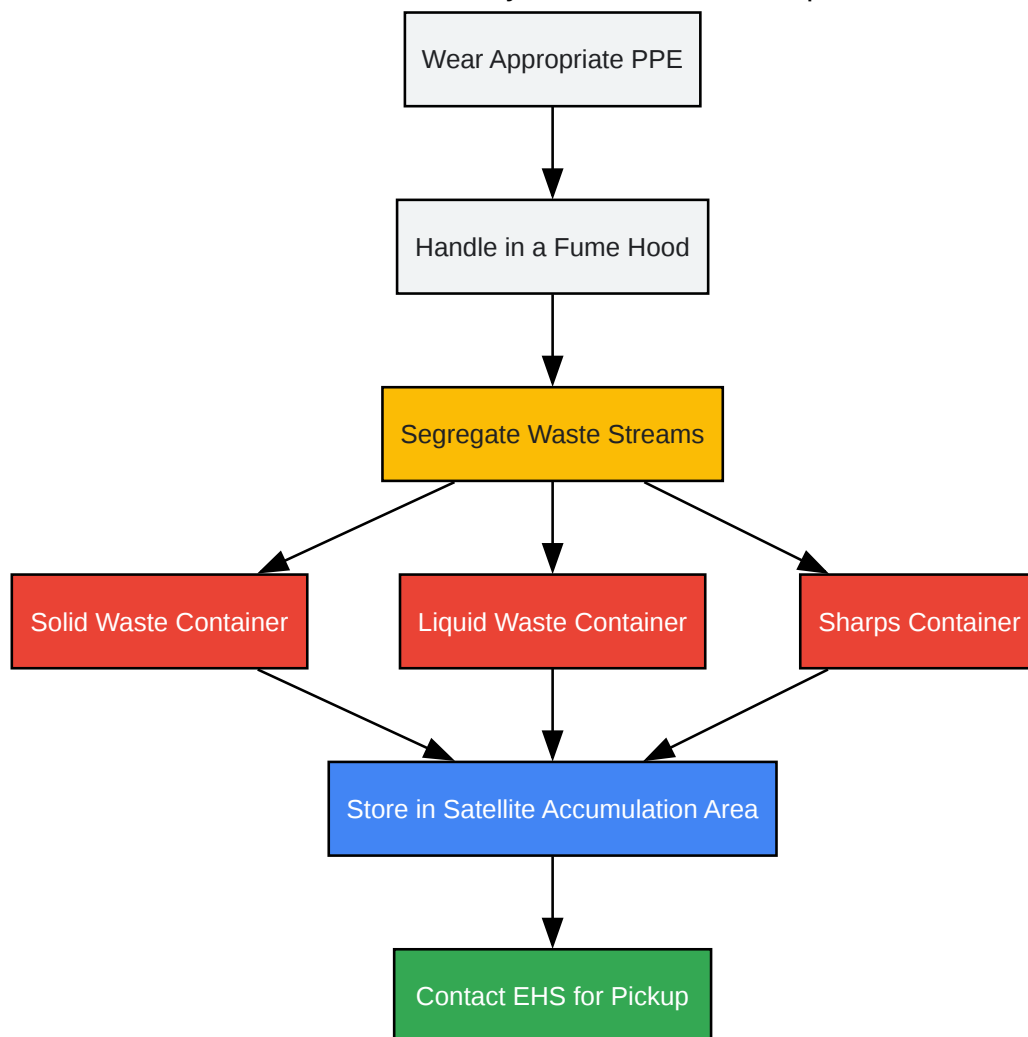 Wear Appropriate PPE
Handle in a Fume Hood
Segregate Waste Streams
Solid Waste Container
Liquid Waste Container
Sharps Container
Store in Satellite Accumulation Area
Contact EHS for Pickup